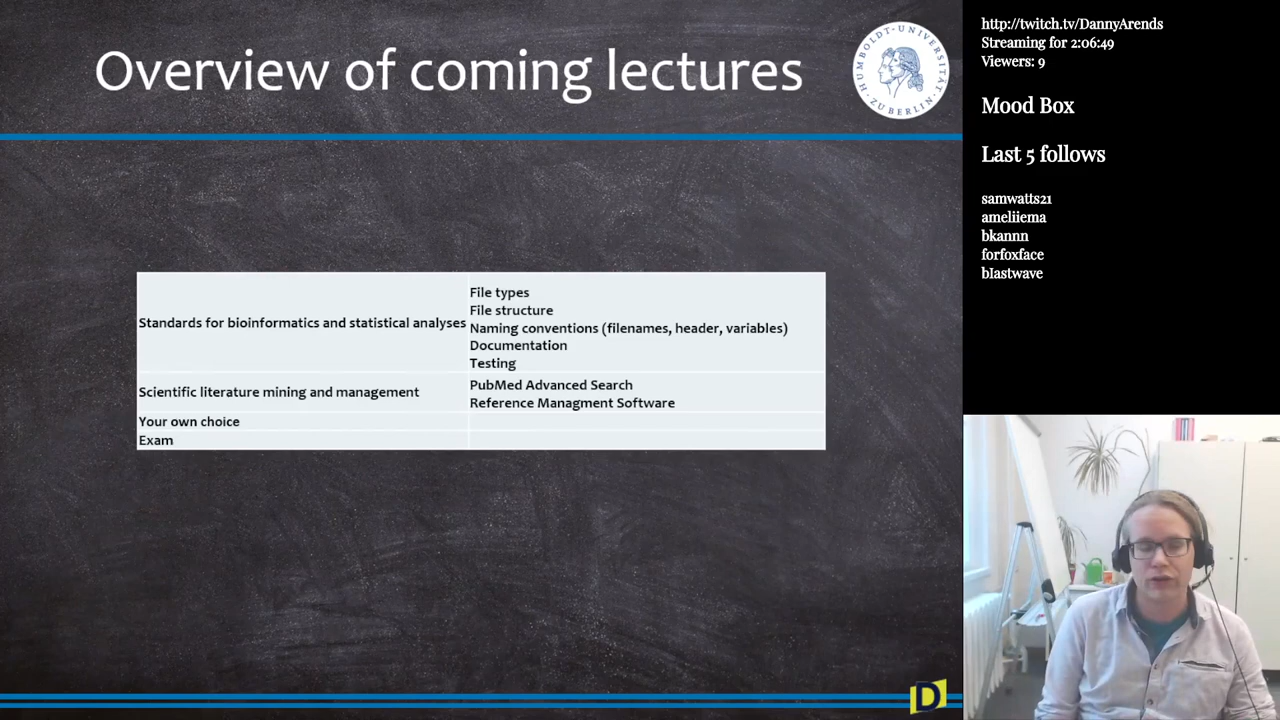 Overview of coming lectures
HUMBOLDT-UNIVERSITÄT
ZU BERLIN
Standards for bioinformatics and statistical analyses
File types
File structure
Naming conventions (filenames, header, variables)
Documentation
Testing
Scientific literature mining and management
PubMed Advanced Search
Reference Managment Software
Your own choice
Exam
D
http://twitch.tv/DannyArends
Streaming for 2:06:49
Viewers: 9
Mood Box
Last 5 follows
samwatts21
ameliiema
bkannn
forfoxface
blastwave